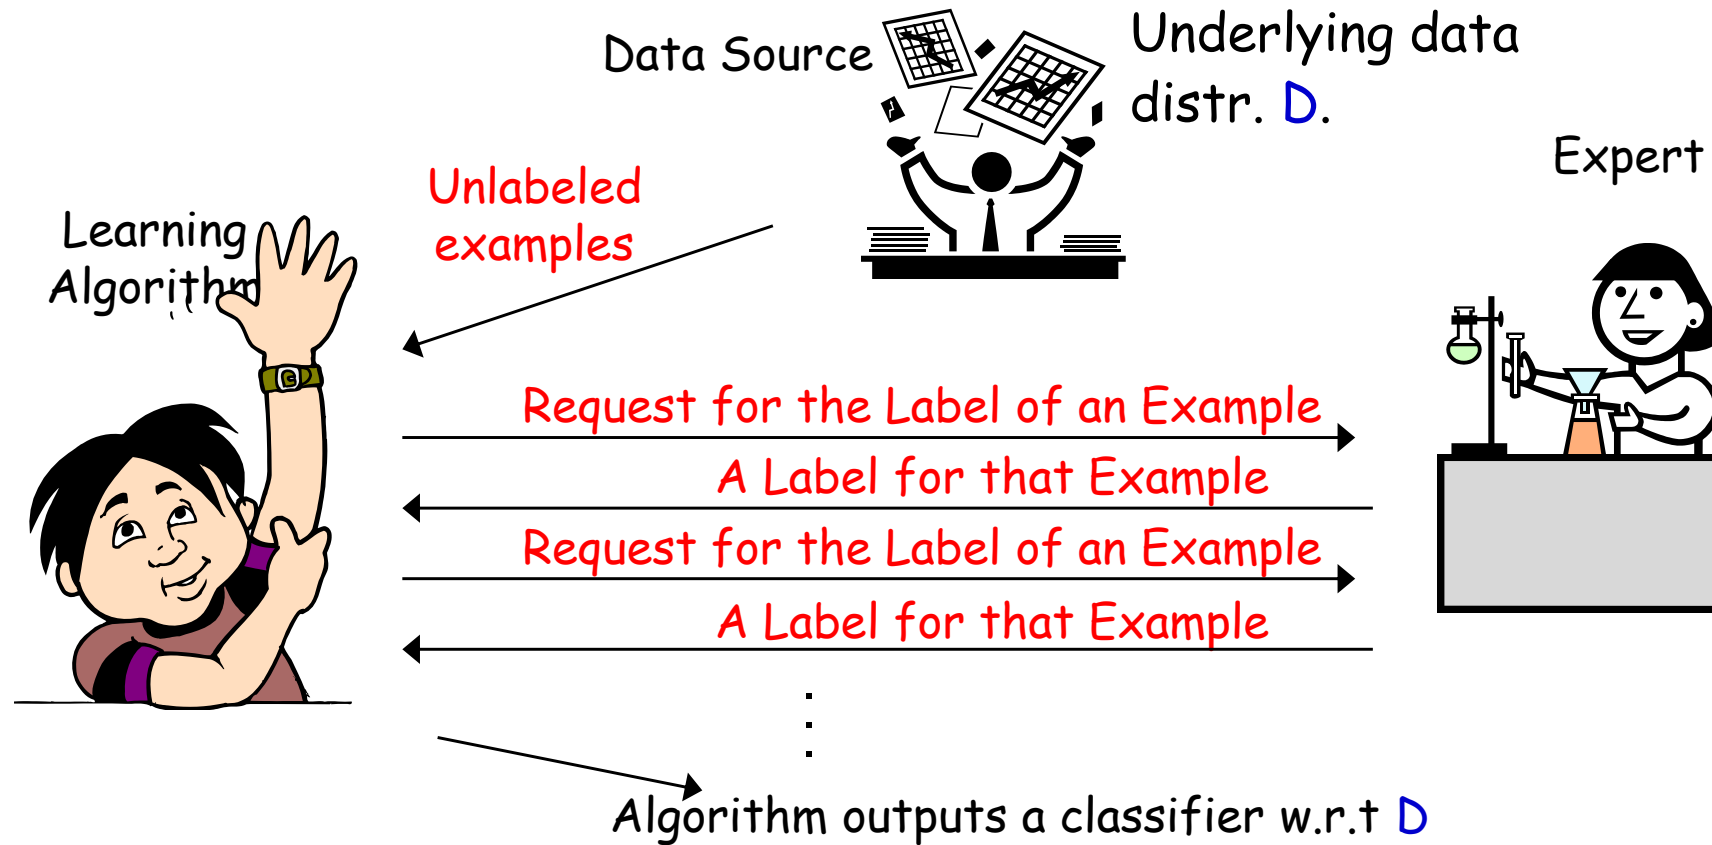 Data Source
Underlying data
distr. D.
Expert
Unlabeled
examples
Learning
Algorithm
Request for the Label of an Example
A Label for that Example
Request for the Label of an Example
A Label for that Example
.
.
.
Algorithm outputs a classifier w.r.t D